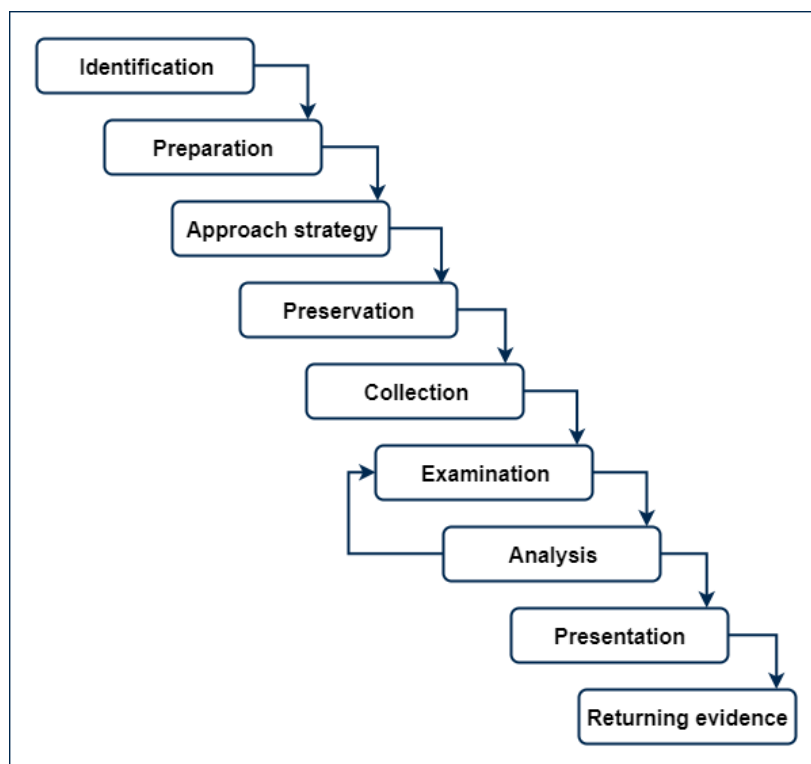 Identification
Preparation
Approach strategy
Preservation
Collection
Examination
Analysis
Presentation
Returning evidence